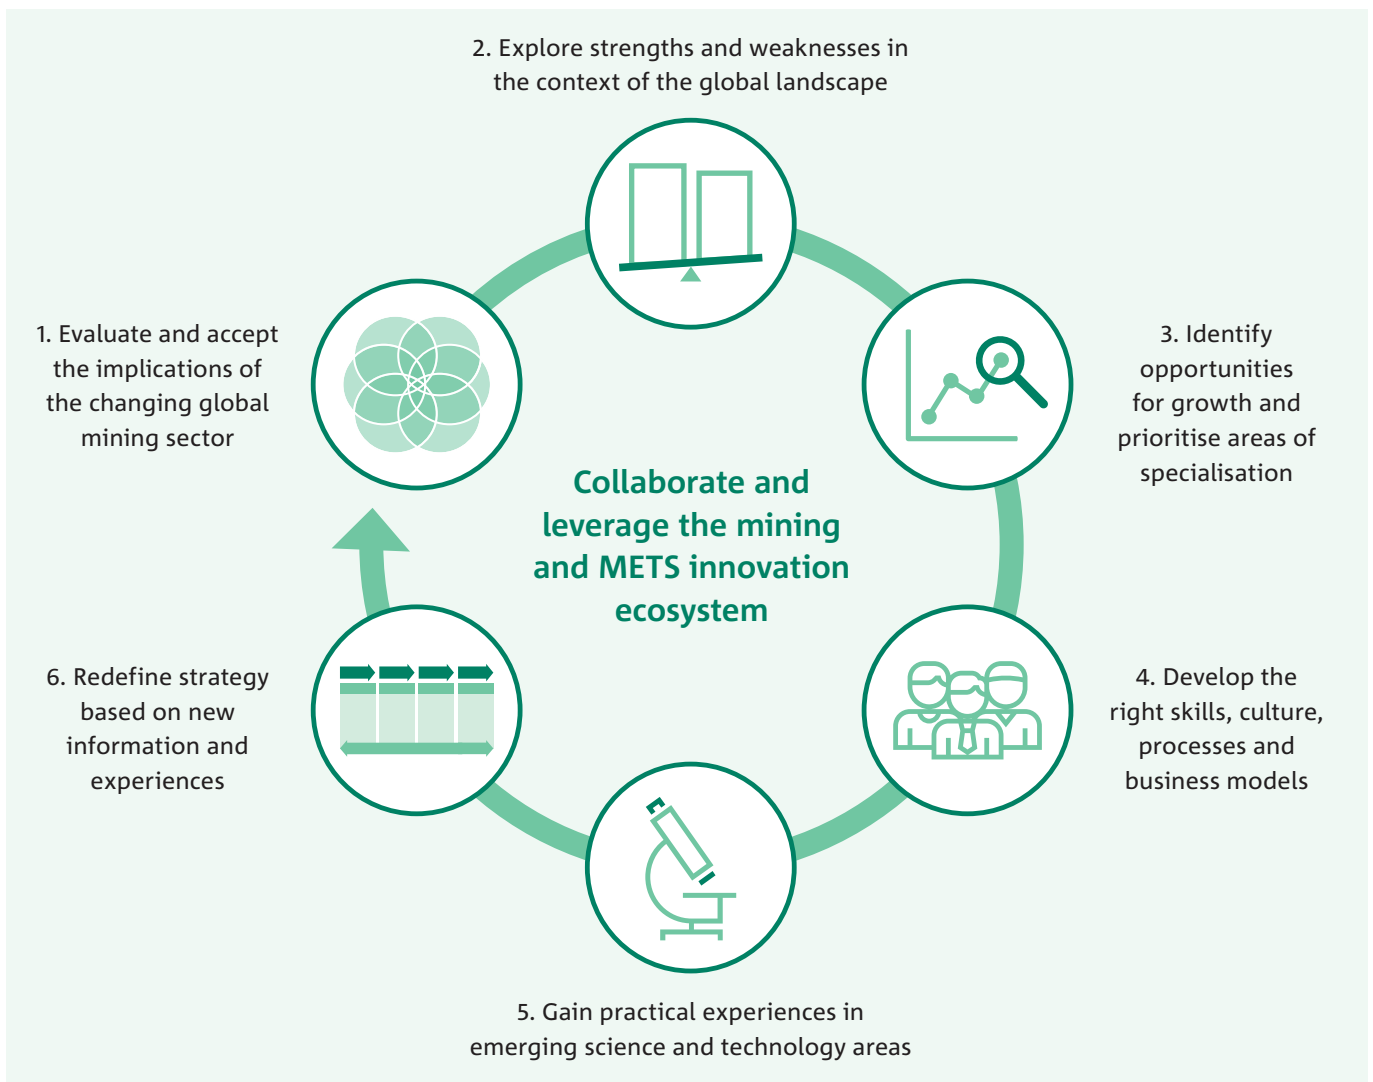 2. Explore strengths and weaknesses in
the context of the global landscape
1. Evaluate and accept
the implications of
the changing global
mining sector
3. Identify
opportunities
for growth and
prioritise areas of
specialisation
Collaborate and
leverage the mining
and METS innovation
ecosystem
6. Redefine strategy
based on new
information and
experiences
4. Develop the
right skills, culture,
processes and
business models
5. Gain practical experiences in
emerging science and technology areas